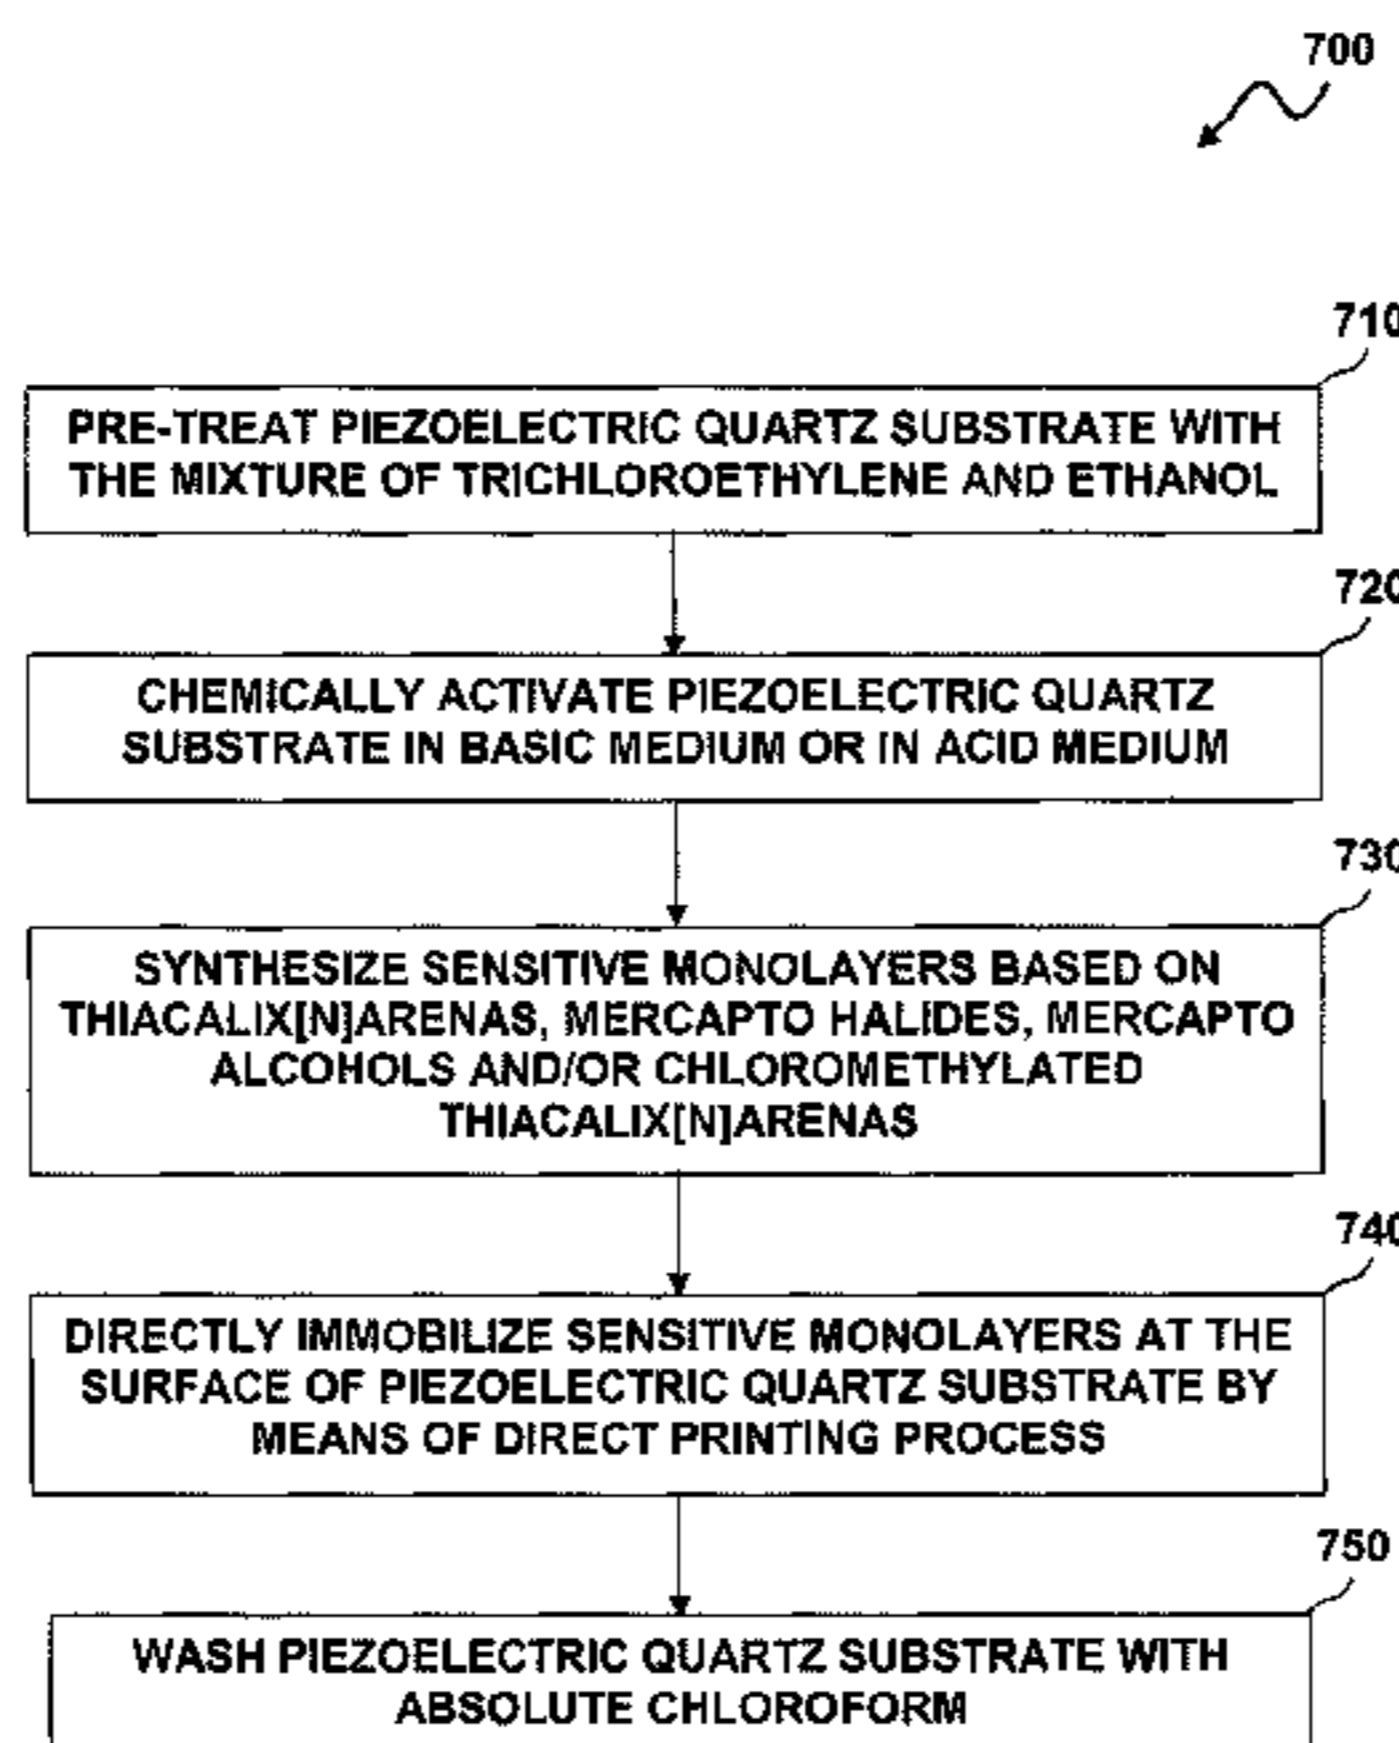 700
710
PRE-TREAT PIEZOELECTRIC QUARTZ SUBSTRATE WITH
THE MIXTURE OF TRICHLOROETHYLENE AND ETHANOL
720
CHEMICALLY ACTIVATE PIEZOELECTRIC QUARTZ
SUBSTRATE IN BASIC MEDIUM OR IN ACID MEDIUM
730
SYNTHESIZE SENSITIVE MONOLAYERS BASED ON
THIACALIX[N]ARENAS, MERCAPTO HALIDES, MERCAPTO
ALCOHOLS AND/OR CHLOROMETHYLATED
THIACALIX[N]ARENAS
740
DIRECTLY IMMOBILIZE SENSITIVE MONOLAYERS AT THE
SURFACE OF PIEZOELECTRIC QUARTZ SUBSTRATE BY
MEANS OF DIRECT PRINTING PROCESS
750
WASH PIEZOELECTRIC QUARTZ SUBSTRATE WITH
ABSOLUTE CHLOROFORM